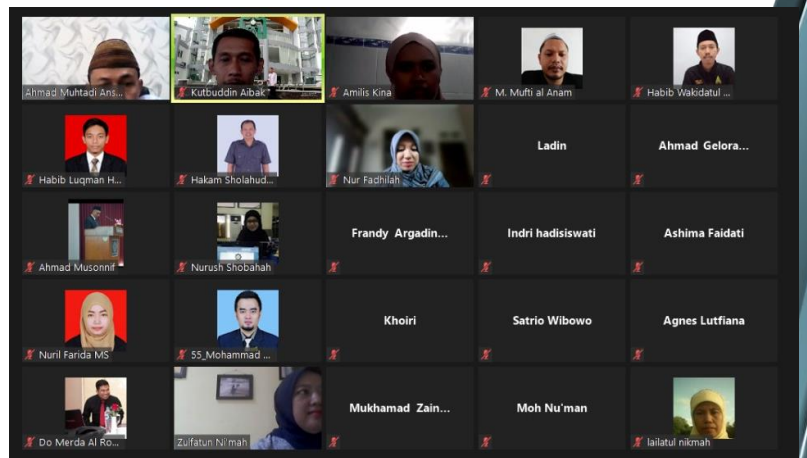 Ahmad Muhtadi Ans...
Kutbuddin Aibak
Amilis Kina
M. Mufti al Anam
Habib Wakidatul ...
Habib Luqman H...
Hakam Sholahud...
Nur Fadhilah
Ladin
Ahmad Gelora...
Ahmad Musonnif
Nurush Shobahah
Frandy Argadin...
Indri hadisiswati
Ashima Faidati
Nuril Farida MS
55_Mohammad ...
Khoiri
Satrio Wibowo
Agnes Lutfiana
Do Merda Al Ro...
Zulfatun Ni'mah
Mukhamad Zain...
Moh Nu'man
lailatul nikmah